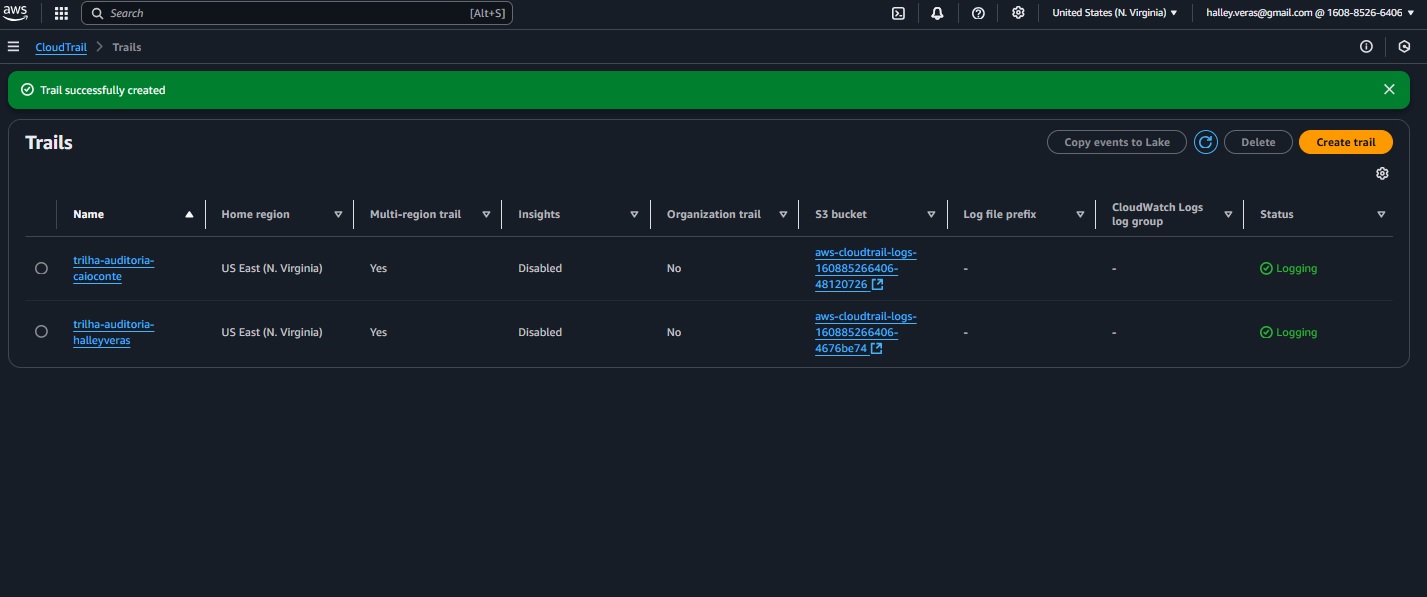 aws
Search [Alt+S]
United States (N. Virginia)
halley.veras@gmail.com @ 1608-8526-6406
CloudTrail
Trails
Trail successfully created
Trails
Copy events to Lake
Delete
Create trail
Name
Home region
Multi-region trail
Insights
Organization trail
S3 bucket
Log file prefix
CloudWatch Logs
log group
Status
trilha-auditoria-
caioconte
US East (N. Virginia)
Yes
Disabled
No
aws-cloudtrail-logs-
160885266406-
48120726
-
-
Logging
trilha-auditoria-
halleyveras
US East (N. Virginia)
Yes
Disabled
No
aws-cloudtrail-logs-
160885266406-
4676be74
-
-
Logging